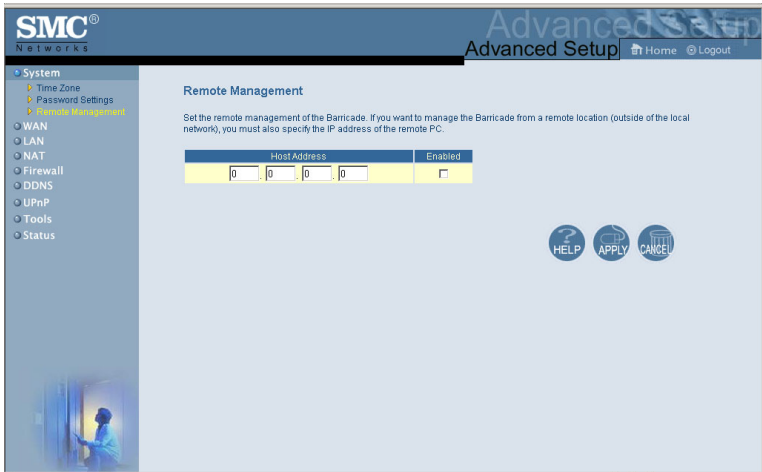 SMC®
Networks
Advanced Setup
Advanced Setup
Home
Logout
System
Time Zone
Password Settings
Remote Management
WAN
LAN
NAT
Firewall
DDNS
UPnP
Tools
Status
Remote Management
Set the remote management of the Barricade. If you want to manage the Barricade from a remote location (outside of the local
network), you must also specify the IP address of the remote PC.
Host Address Enabled
0 . 0 . 0 . 0
HELP APPLY CANCEL